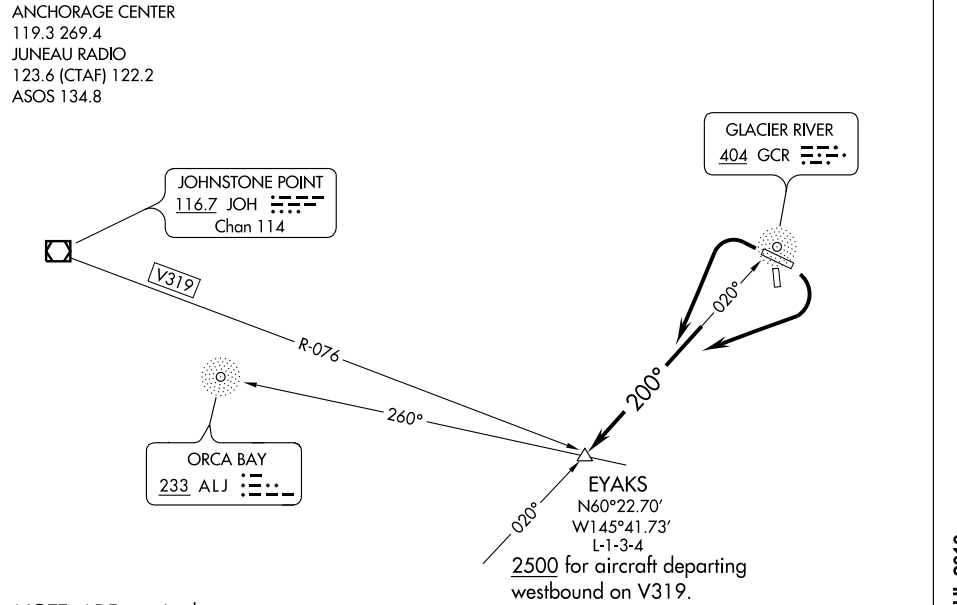 ANCHORAGE CENTER
119.3 269.4
JUNEAU RADIO
123.6 (CTAF) 122.2
ASOS 134.8
GLACIER RIVER
404 GCR
JOHNSTONE POINT
116.7 JOH
Chan 114
V319
020°
R-076
200°
260°
ORCA BAY
233 ALJ
EYAKS
N60°22.70'
W145°41.73'
L-1-3-4
020°
2500 for aircraft departing
westbound on V319.